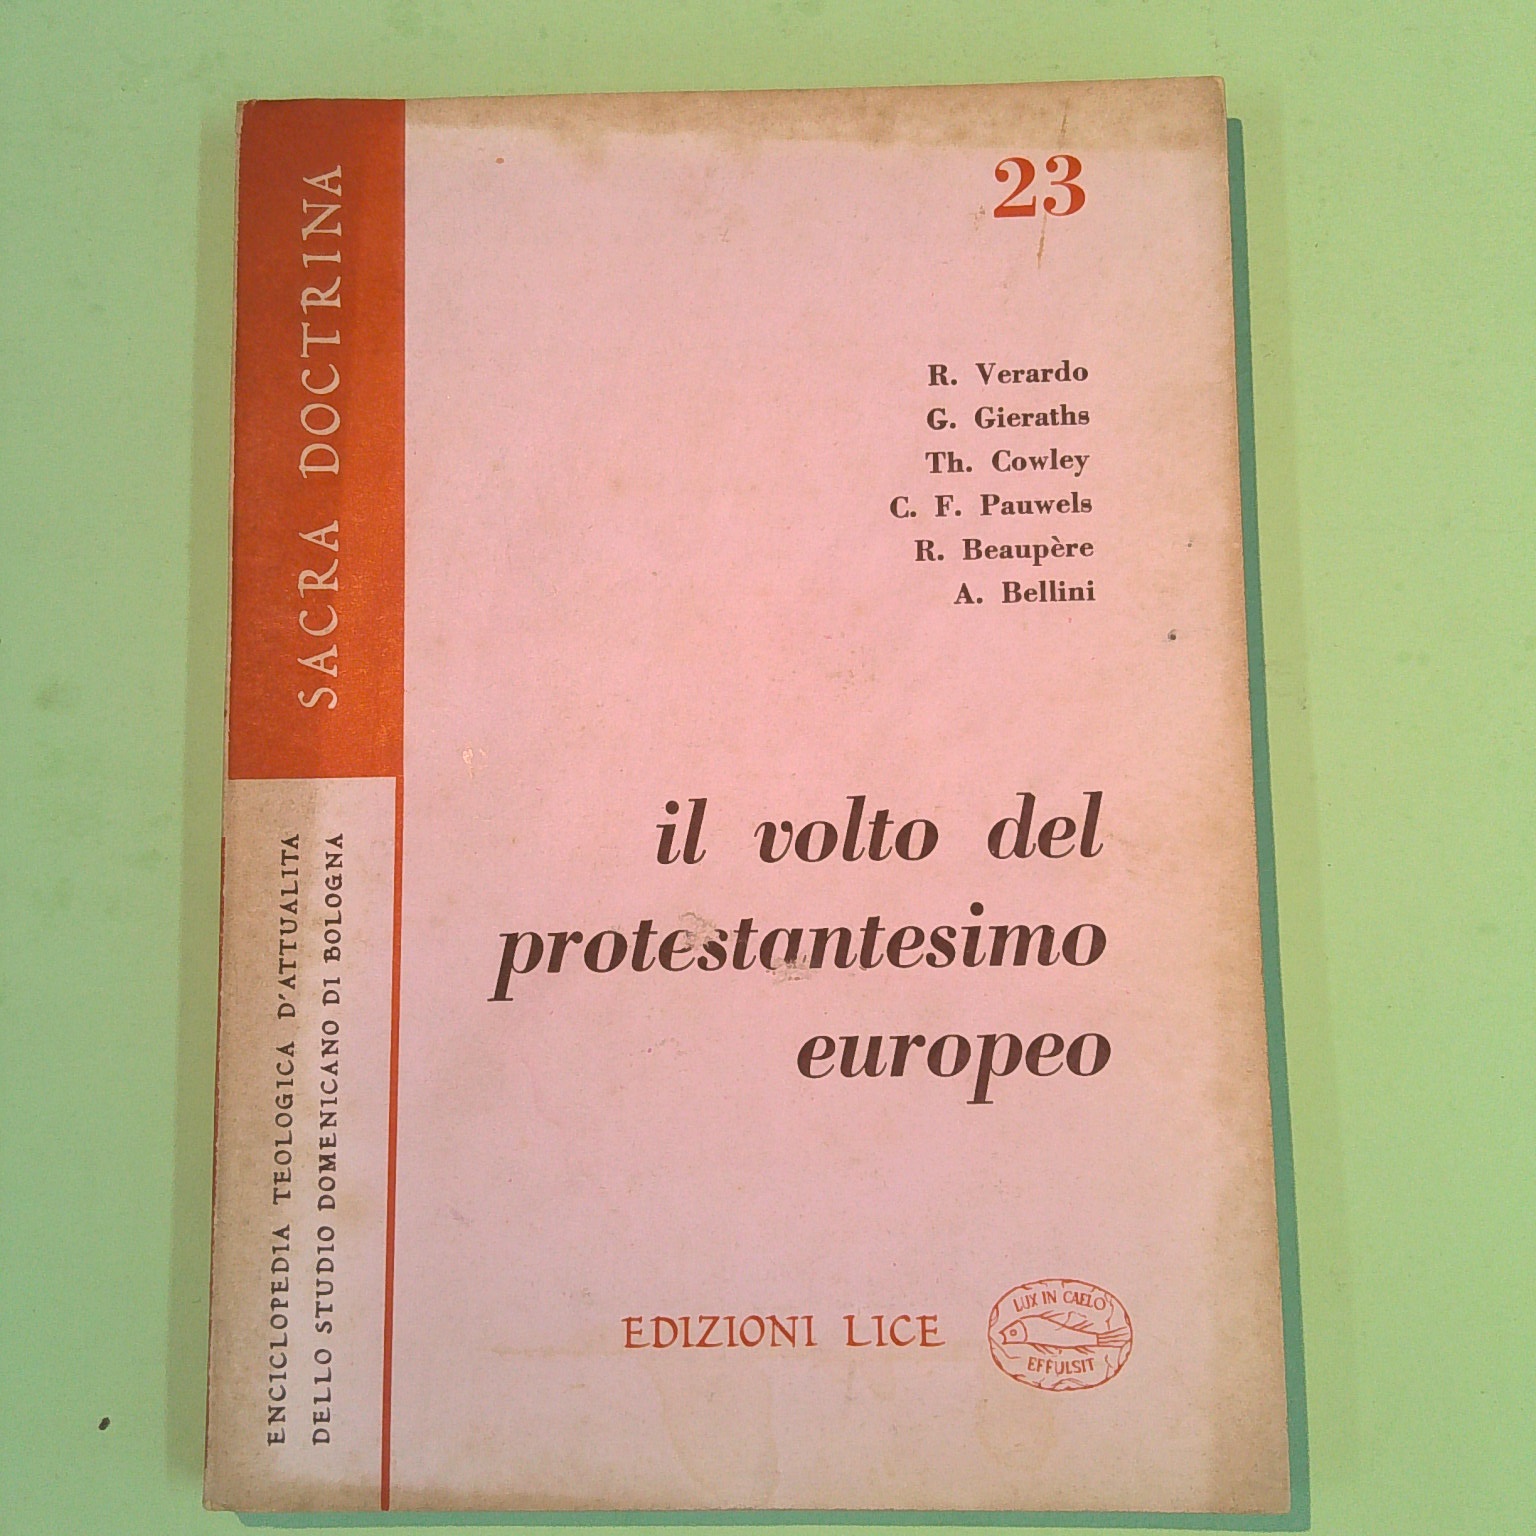 SACRA DOCTRINA
ENCICLOPEDIA TEOLOGICA D'ATTUALITA
DELLO STUDIO DOMENICANO DI BOLOGNA
23
R. Verardo
G. Gieraths
Th. Cowley
C. F. Pauwels
R. Beaupère
A. Bellini
il volto del
protestantesimo
europeo
EDIZIONI LICE
LUX IN CAELO
EFFULSIT